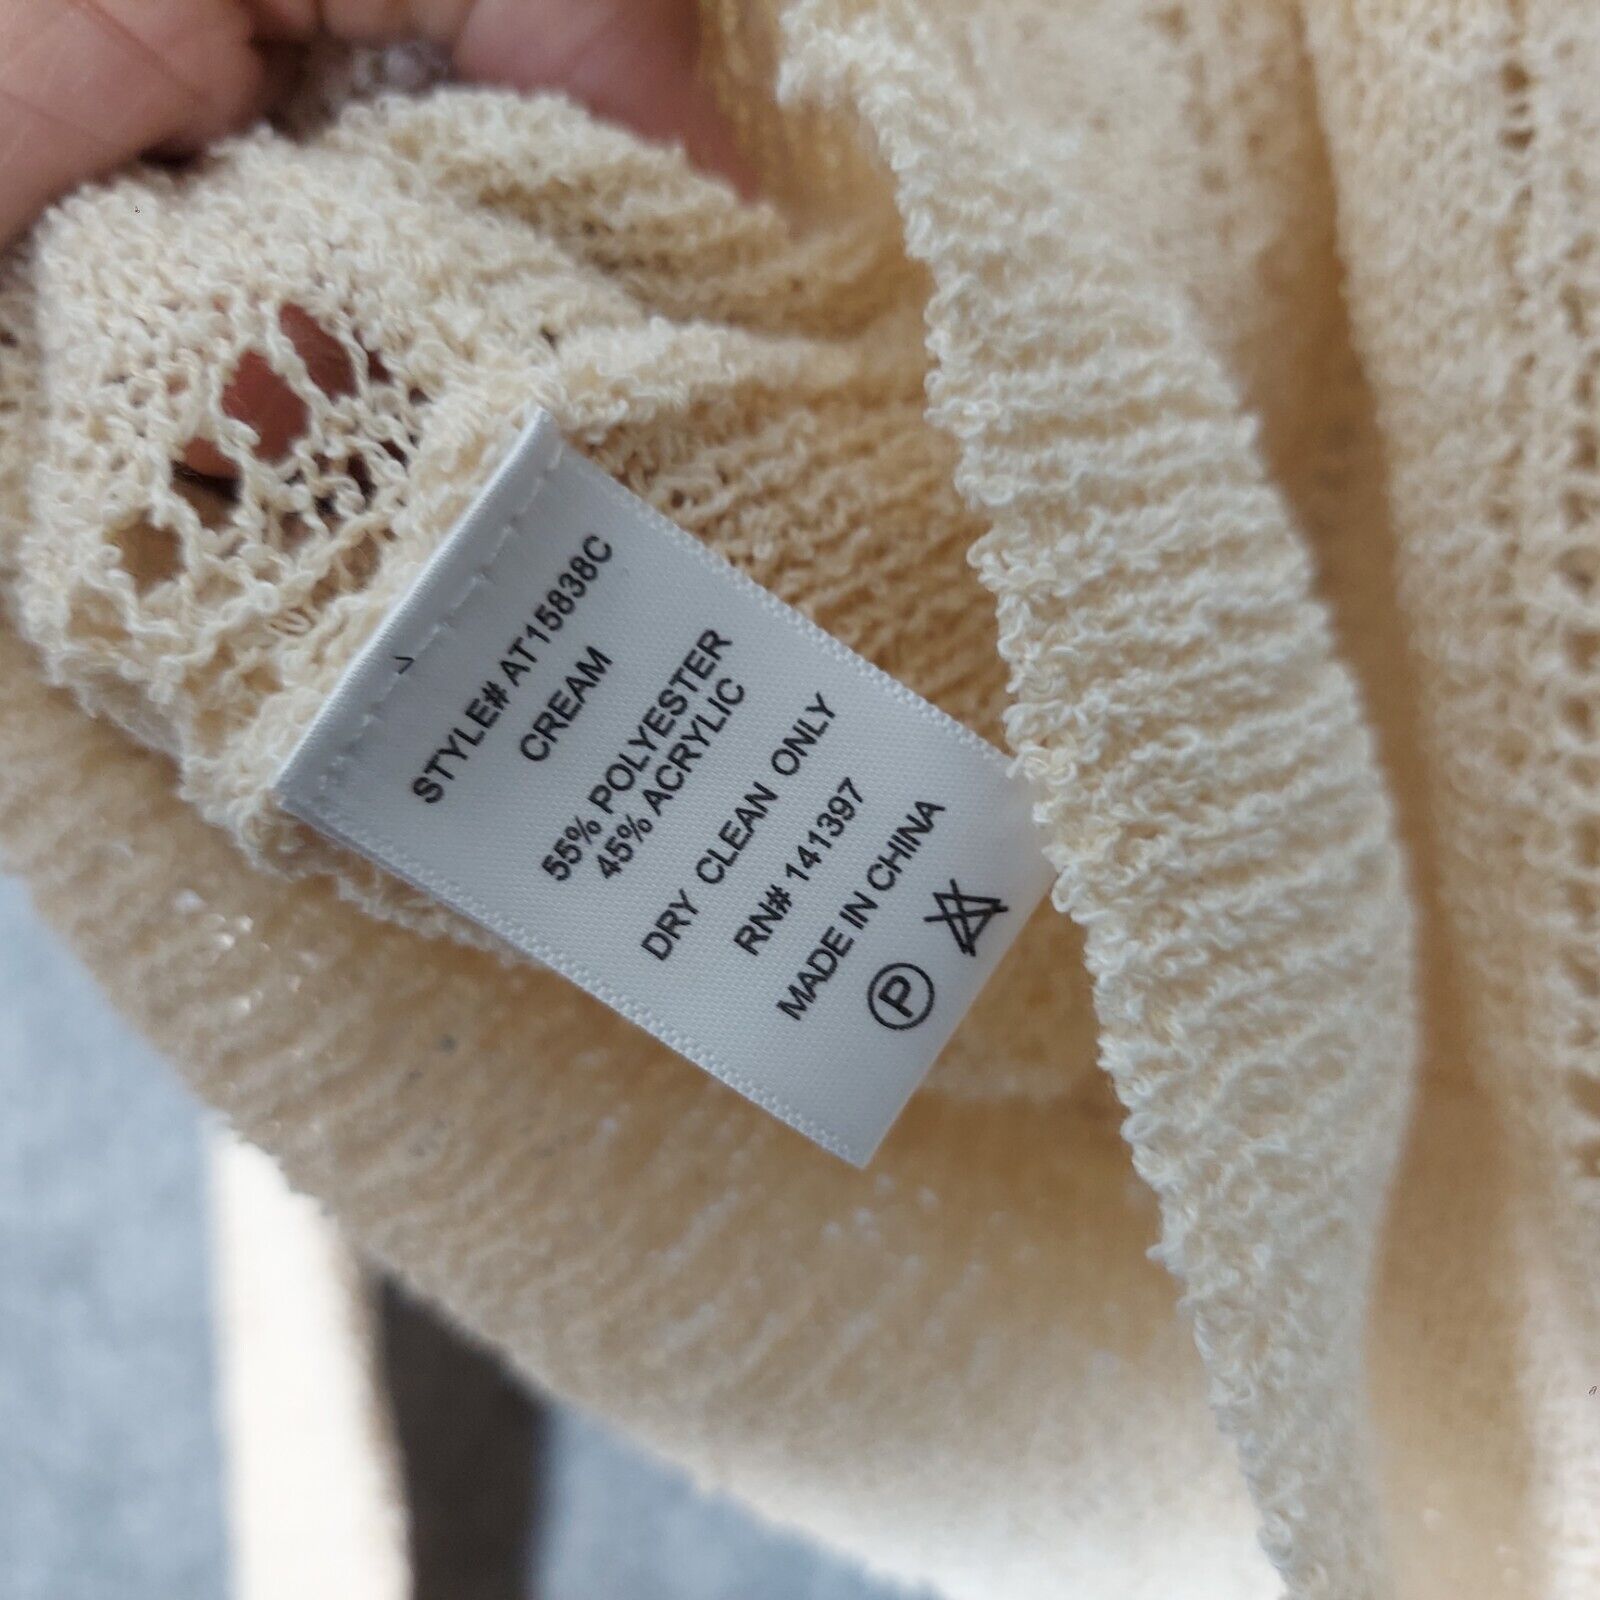 STYLE# AT15838C
CREAM
55% POLYESTER
45% ACRYLIC
DRY CLEAN ONLY
RN# 141397
MADE IN CHINA
P